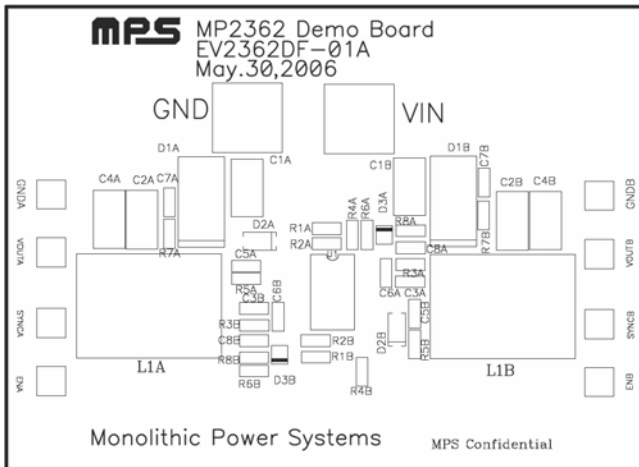 MPS MP2362 Demo Board
EV2362DF-01A
May.30,2006
GND
VIN
D1A
C1A
C1B
D1B
C7B
C4A
C2A
C7A
D3A
C2B
C4B
GNDA
GNDB
R4A
R6A
R1A
R8A
D2A
R2A
U1
C8A
R7A
R7B
VOUTA
VOUTB
C5A
R3A
R5A
C6A
C3A
C3B
C6B
C5B
SYNCA
SYNCB
R3B
C8B
R2B
D2B
R8B
R1B
R5B
L1A
L1B
R6B
D3B
R4B
ENA
ENB
Monolithic Power Systems
MPS Confidential